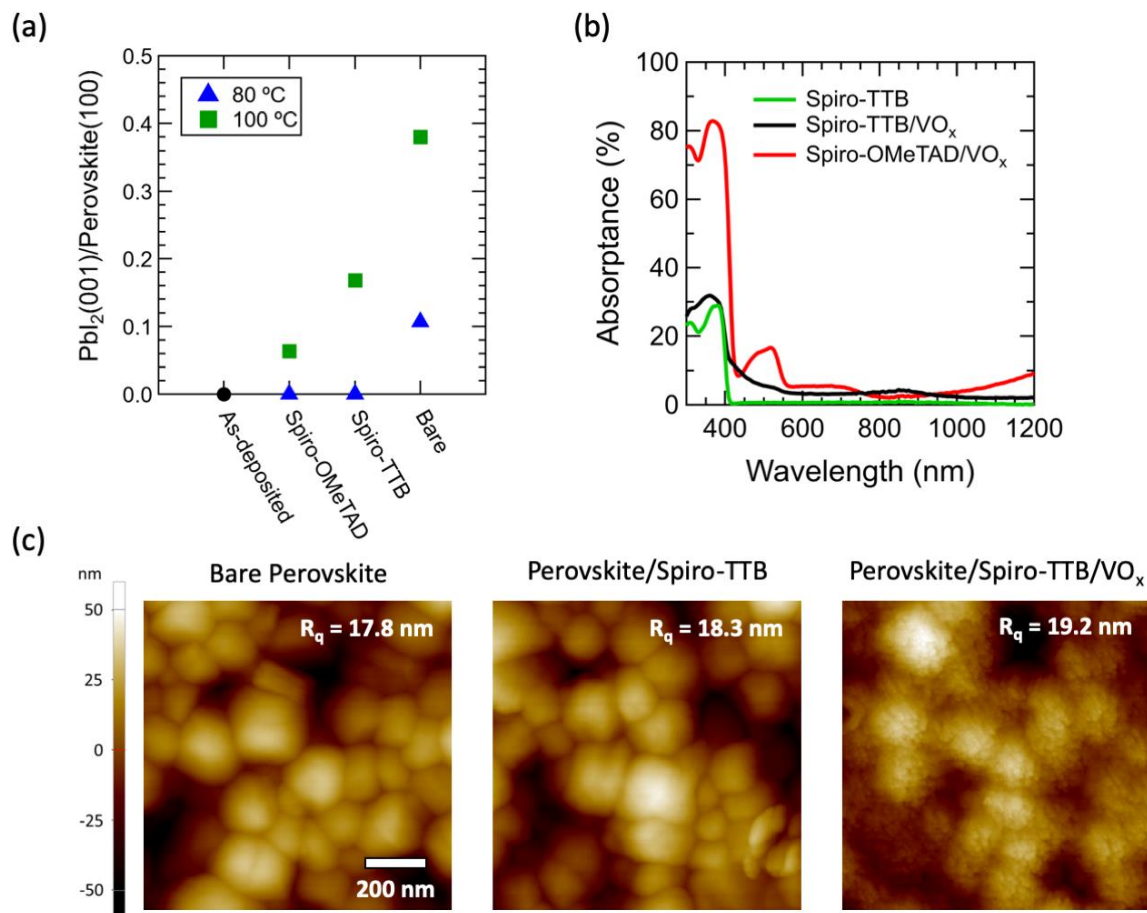 (a)
PbI₂(001)/Perovskite(100)
0.5
0.4
0.3
0.2
0.1
0.0
80 ºC
100 ºC
As-deposited
Spiro-OMeTAD
Spiro-TTB
Bare
(b)
Absorptance (%)
100
80
60
40
20
0
Spiro-TTB
Spiro-TTB/VOₓ
Spiro-OMeTAD/VOₓ
400 600 800 1000 1200
Wavelength (nm)
(c)
nm
50
25
0
-25
-50
Bare Perovskite
R_q = 17.8 nm
200 nm
Perovskite/Spiro-TTB
R_q = 18.3 nm
Perovskite/Spiro-TTB/VOₓ
R_q = 19.2 nm